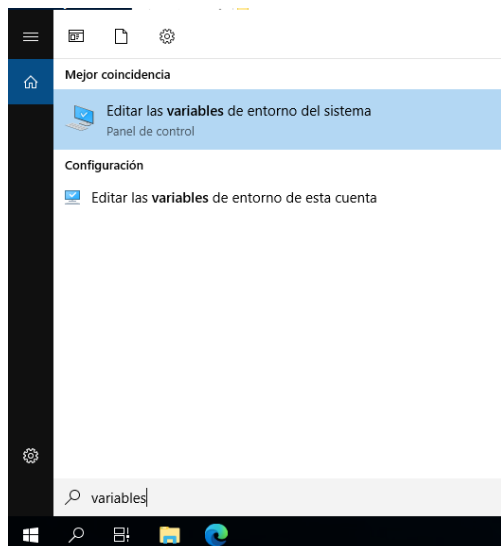 Mejor coincidencia
Editar las variables de entorno del sistema
Panel de control
Configuración
Editar las variables de entorno de esta cuenta
variables